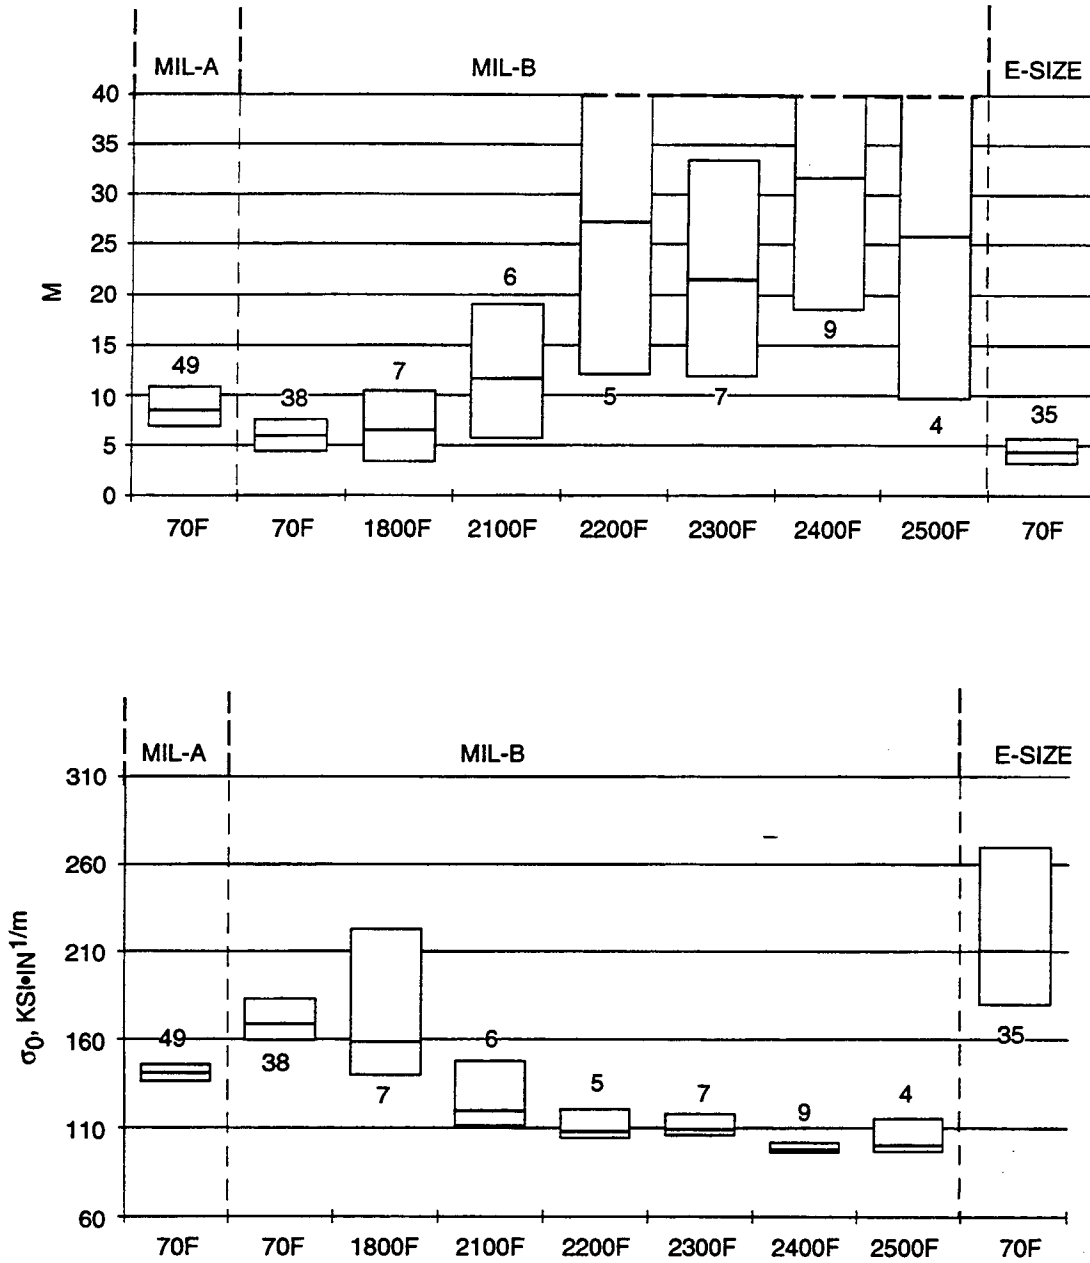 MIL-A MIL-B E-SIZE
40
35
30
25
6
M
20
9
15
49 7
10 38 5 7
4 35
5
0
70F 70F 1800F 2100F 2200F 2300F 2400F 2500F 70F
MIL-A MIL-B E-SIZE
310
260
210
σ0, KSI•IN1/m
160 49 6 35
38
7 5 7 9 4
110
60
70F 70F 1800F 2100F 2200F 2300F 2400F 2500F 70F